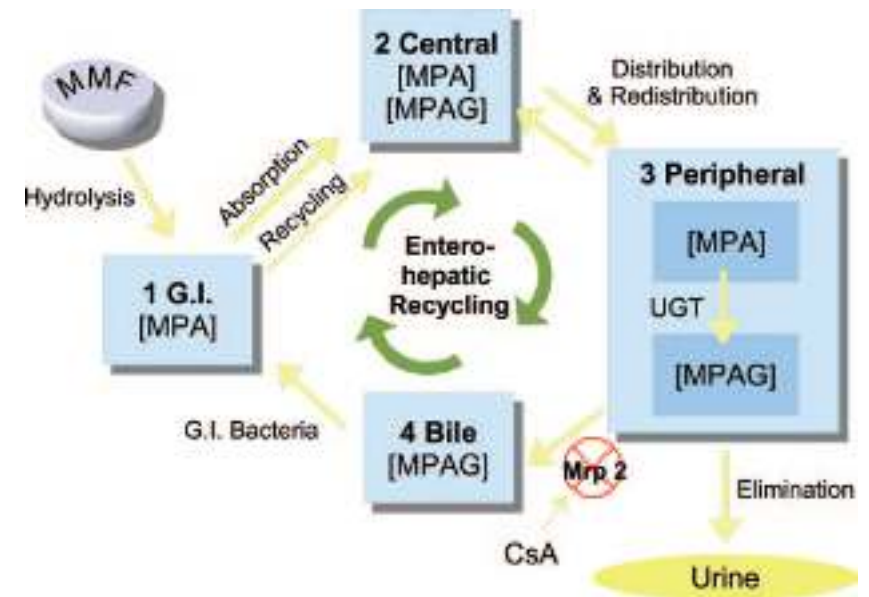 MMF
Hydrolysis
1 G.I.
[MPA]
Absorption
Recycling
2 Central
[MPA]
[MPAG]
Distribution
& Redistribution
3 Peripheral
[MPA]
UGT
[MPAG]
Entero-
hepatic
Recycling
G.I. Bacteria
4 Bile
[MPAG]
Mrp 2
CsA
Elimination
Urine